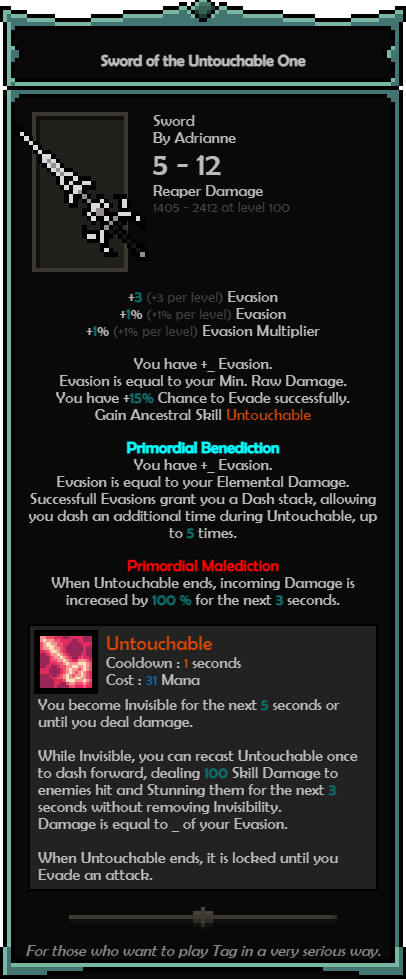 Sword of the Untouchable One
Sword
By Adrianne
5 - 12
Reaper Damage
1405 - 2412 at level 100
+3 (+3 per level) Evasion
+1% (+1% per level) Evasion
+1% (+1% per level) Evasion Multiplier
You have +_ Evasion.
Evasion is equal to your Min. Raw Damage.
You have +15% Chance to Evade successfully.
Gain Ancestral Skill Untouchable
Primordial Benediction
You have +_ Evasion.
Evasion is equal to your Elemental Damage.
Successfull Evasions grant you a Dash stack, allowing
you dash an additional time during Untouchable, up
to 5 times.
Primordial Malediction
When Untouchable ends, incoming Damage is
increased by 100 % for the next 3 seconds.
Untouchable
Cooldown : 1 seconds
Cost : 31 Mana
You become Invisible for the next 5 seconds or
until you deal damage.
While Invisible, you can recast Untouchable once
to dash forward, dealing 100 Skill Damage to
enemies hit and Stunning them for the next 3
seconds without removing Invisibility.
Damage is equal to _ of your Evasion.
When Untouchable ends, it is locked until you
Evade an attack.
For those who want to play Tag in a very serious way.